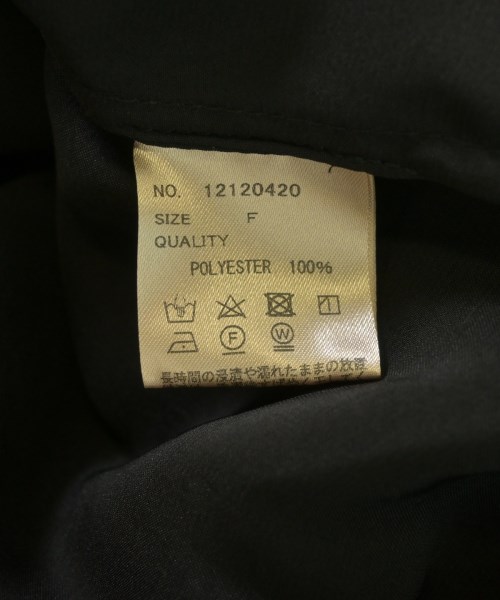 NO. 12120420
SIZE F
QUALITY
POLYESTER 100%
F W
長時間の浸漬や濡れたままの放置